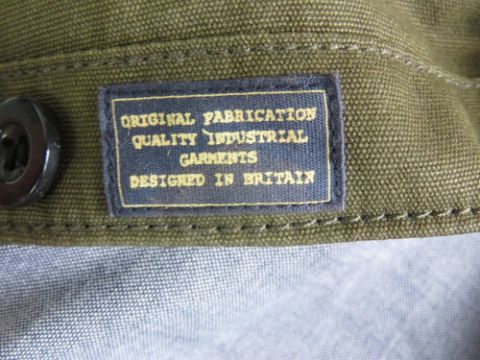 ORIGINAL FABRICATION
QUALITY INDUSTRIAL
GARMENTS
DESIGNED IN BRITAIN